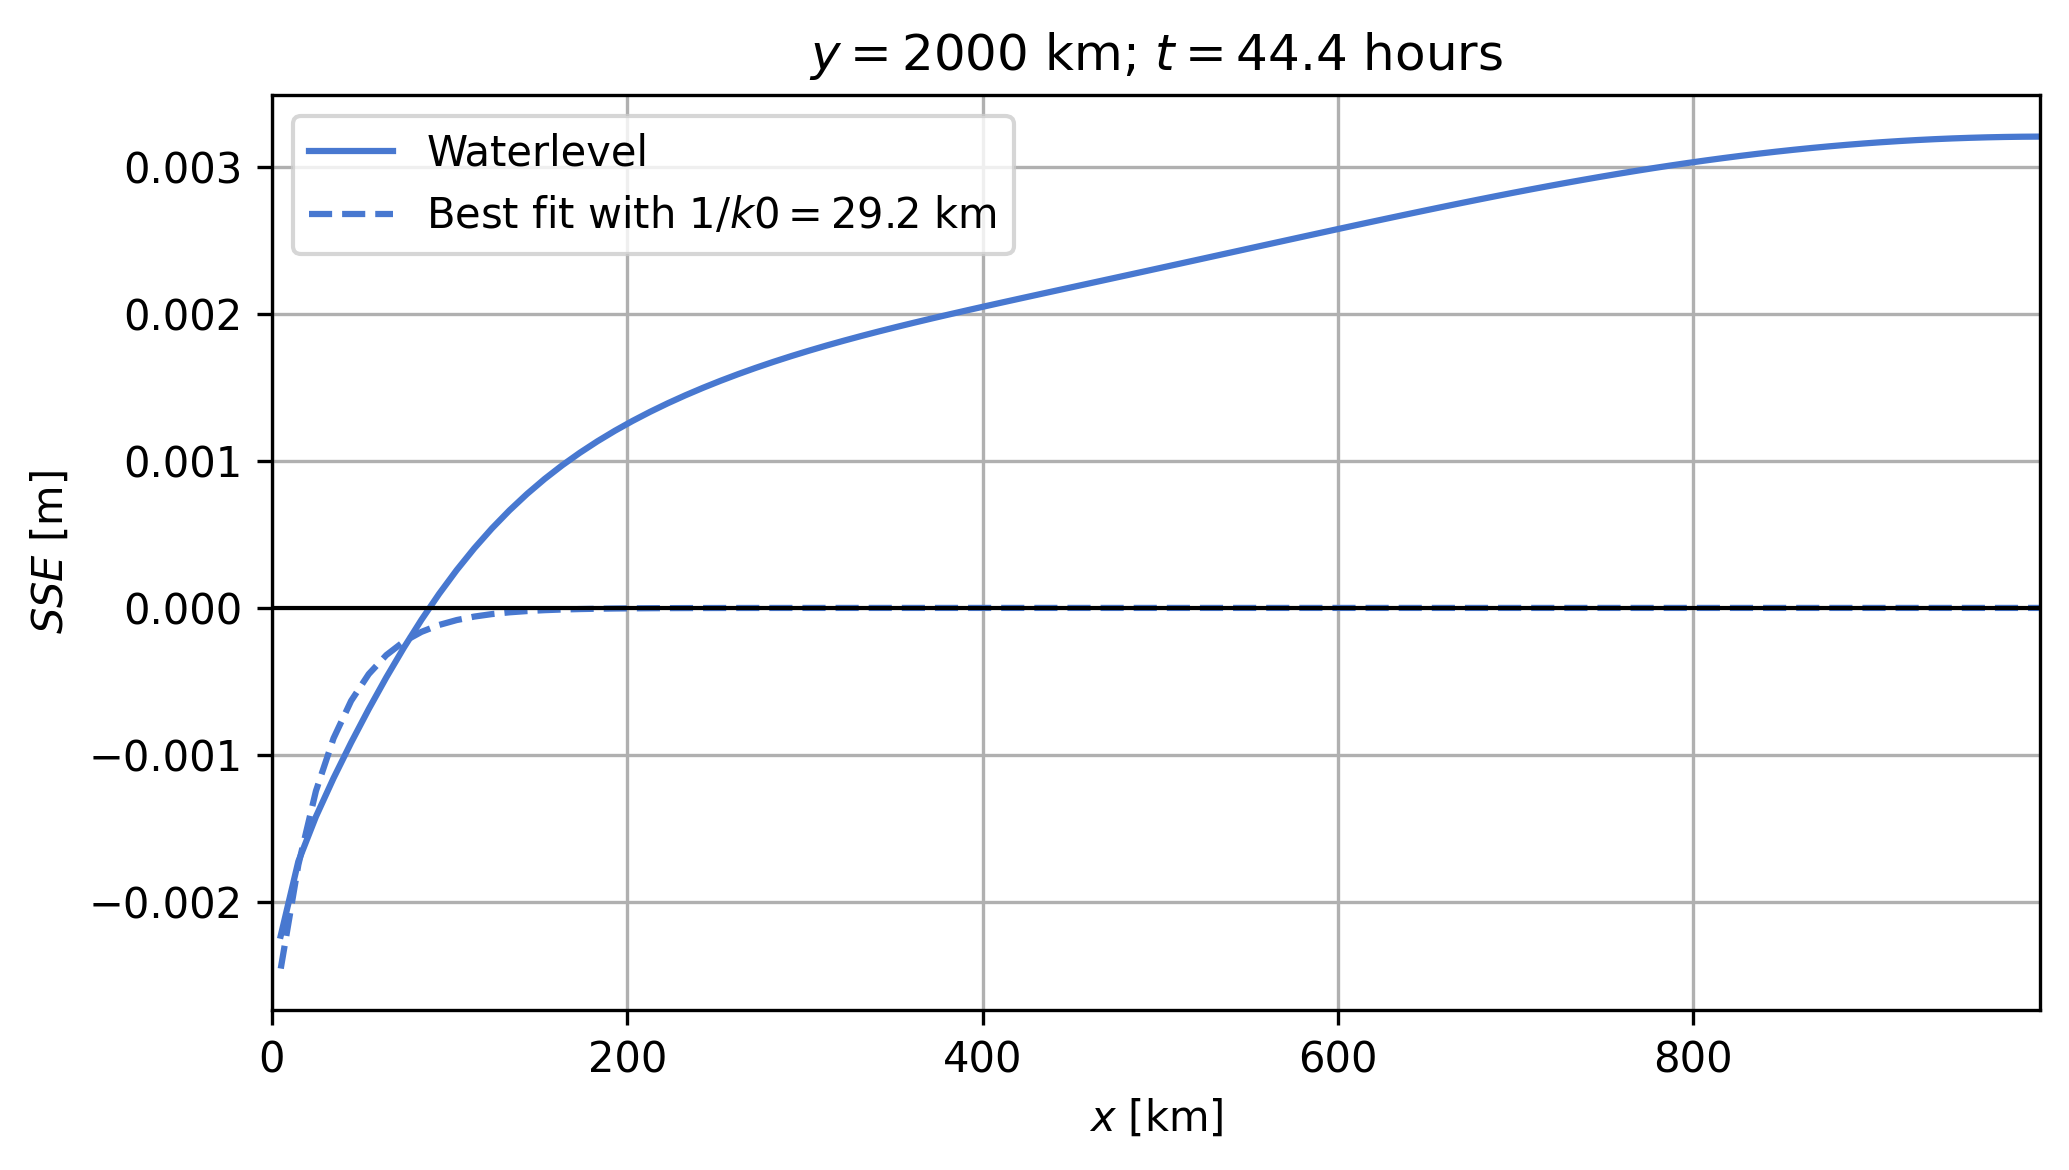 y = 2000 km; t = 44.4 hours
Waterlevel
Best fit with 1/k0 = 29.2 km
SSE [m]
0.003
0.002
0.001
0.000
−0.001
−0.002
0 200 400 600 800
x [km]